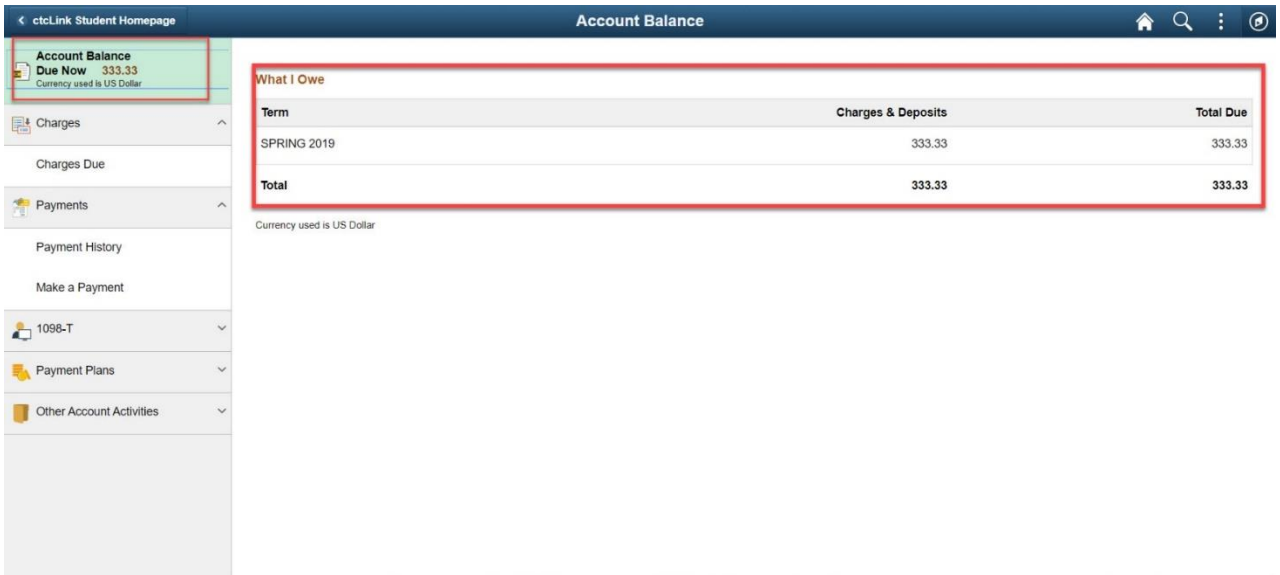 ctcLink Student Homepage
Account Balance
Account Balance
Due Now 333.33
Currency used is US Dollar
Charges
Charges Due
Payments
Payment History
Make a Payment
1098-T
Payment Plans
Other Account Activities
What I Owe
Term Charges & Deposits Total Due
SPRING 2019 333.33 333.33
Total 333.33 333.33
Currency used is US Dollar